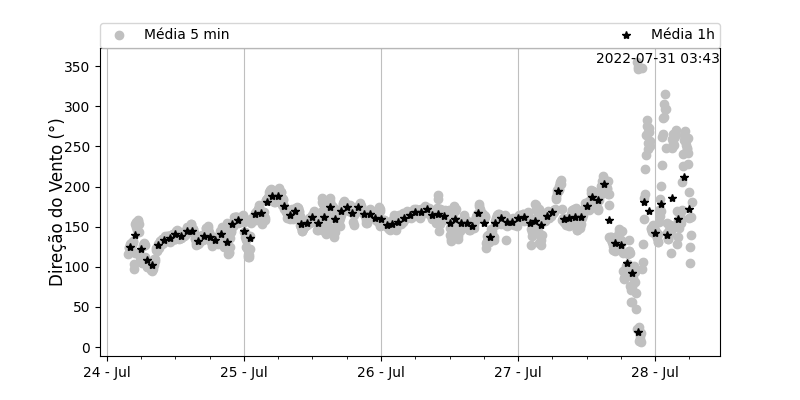 Média 5 min
Média 1h
2022-07-31 03:43
Direção do Vento (°)
350
300
250
200
150
100
50
0
24 - Jul
25 - Jul
26 - Jul
27 - Jul
28 - Jul